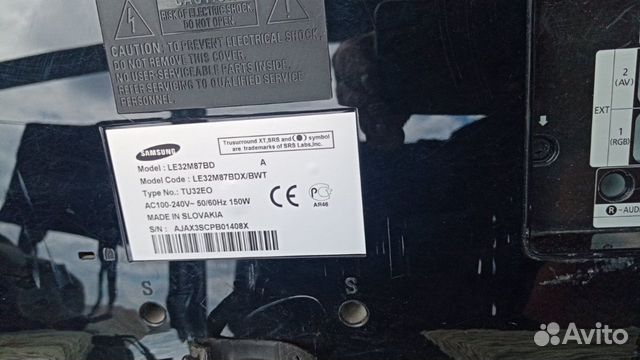 CAUTION
RISK OF ELECTRIC SHOCK
DO NOT OPEN
CAUTION: TO PREVENT ELECTRICAL SHOCK,
DO NOT REMOVE THIS COVER.
NO USER-SERVICEABLE PARTS INSIDE.
REFER SERVICING TO QUALIFIED SERVICE
PERSONNEL.
SAMSUNG
Trusurround XT, SRS and (●) symbol
are trademarks of SRS Labs,Inc.
Model : LE32M87BD A
Model Code : LE32M87BDX/BWT
Type No.: TU32EO
AC100-240V~ 50/60Hz 150W
MADE IN SLOVAKIA
S/N : AJAX3SCPB01408X
CE
РС
АЯ46
S
S
2
(AV)
EXT
1
(RGB)
R-AUD
Avito